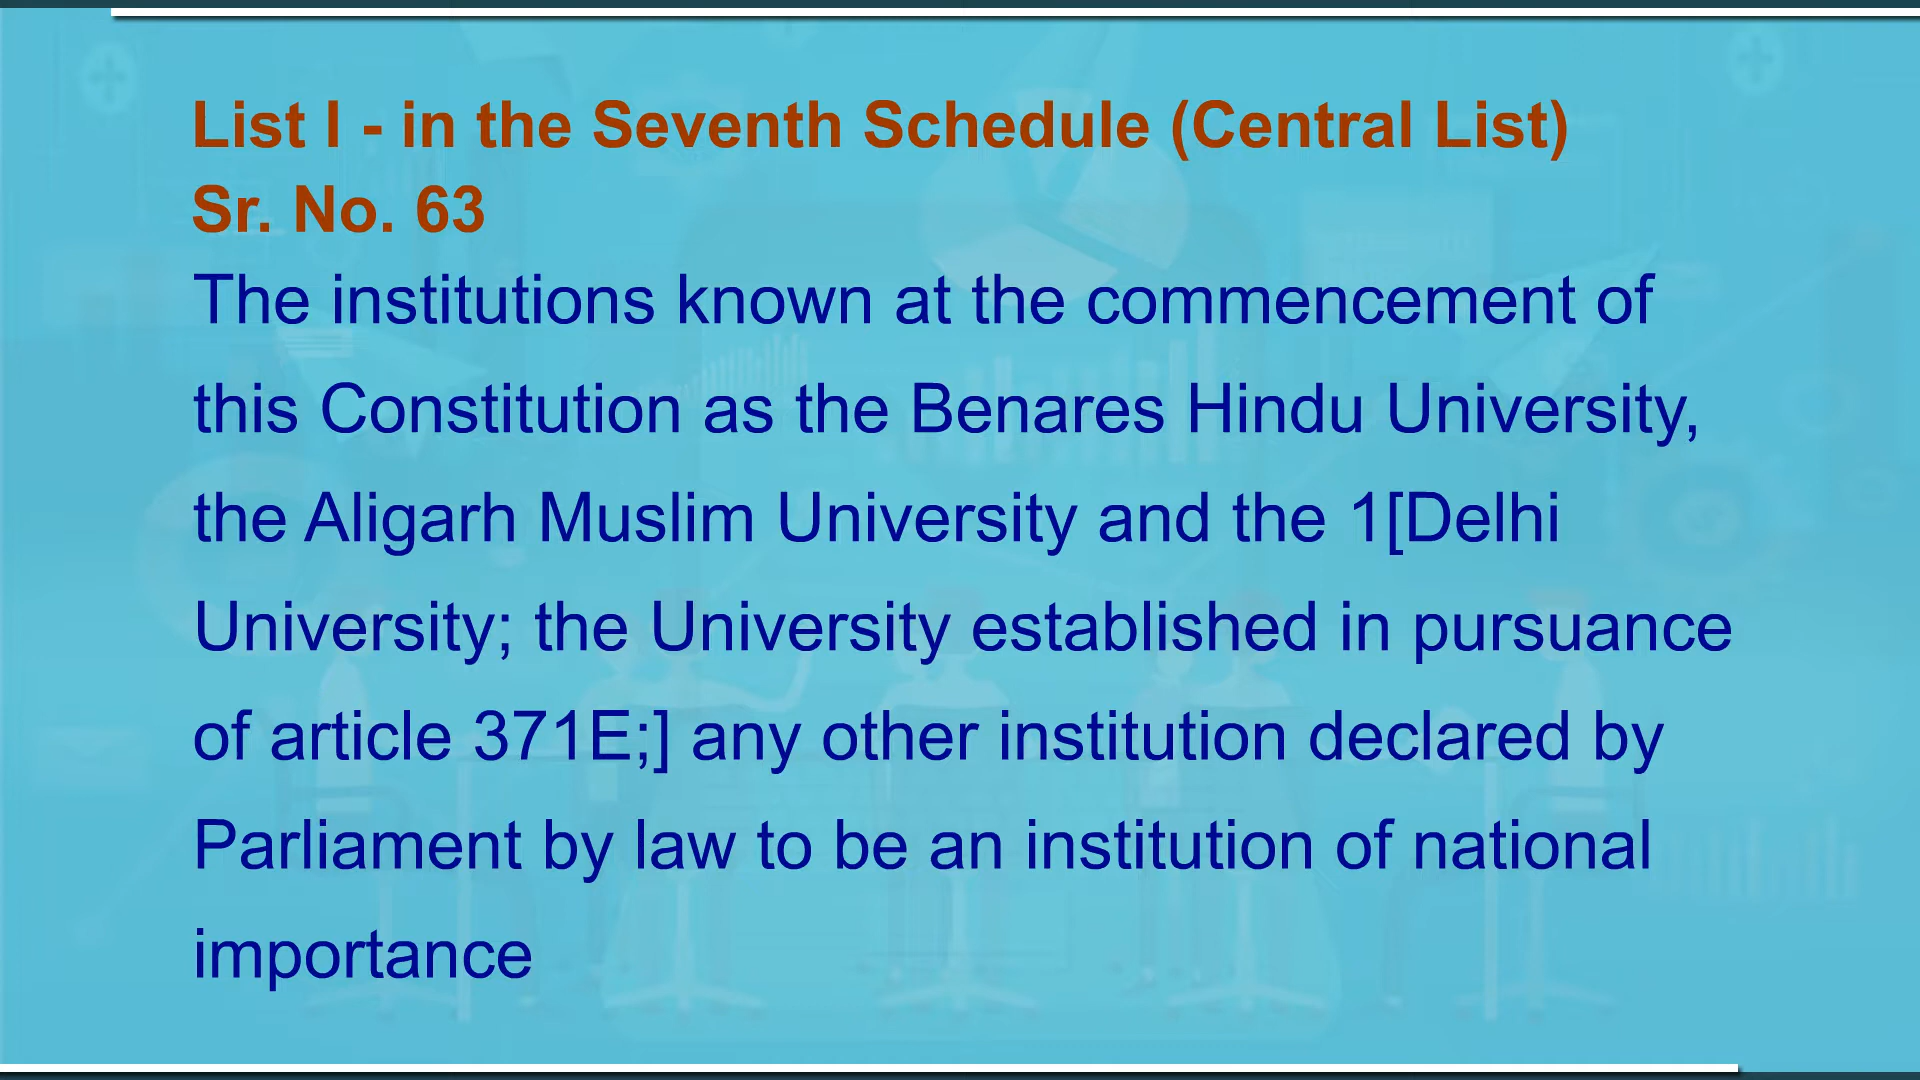 List I - in the Seventh Schedule (Central List)
Sr. No. 63
The institutions known at the commencement of
this Constitution as the Benares Hindu University,
the Aligarh Muslim University and the 1[Delhi
University; the University established in pursuance
of article 371E;] any other institution declared by
Parliament by law to be an institution of national
importance